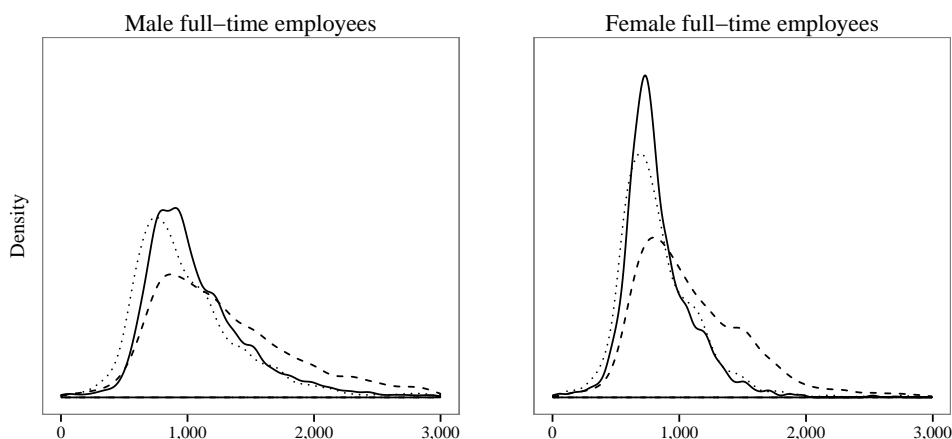 Male full−time employees
Female full−time employees
Density
0 1,000 2,000 3,000
0 1,000 2,000 3,000